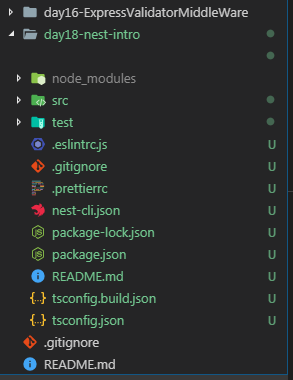 day16-ExpressValidatorMiddleWare
day18-nest-intro
node_modules
src
test
.eslintrc.js U
.gitignore U
.prettierrc U
nest-cli.json U
package-lock.json U
package.json U
README.md U
tsconfig.build.json U
tsconfig.json U
.gitignore
README.md